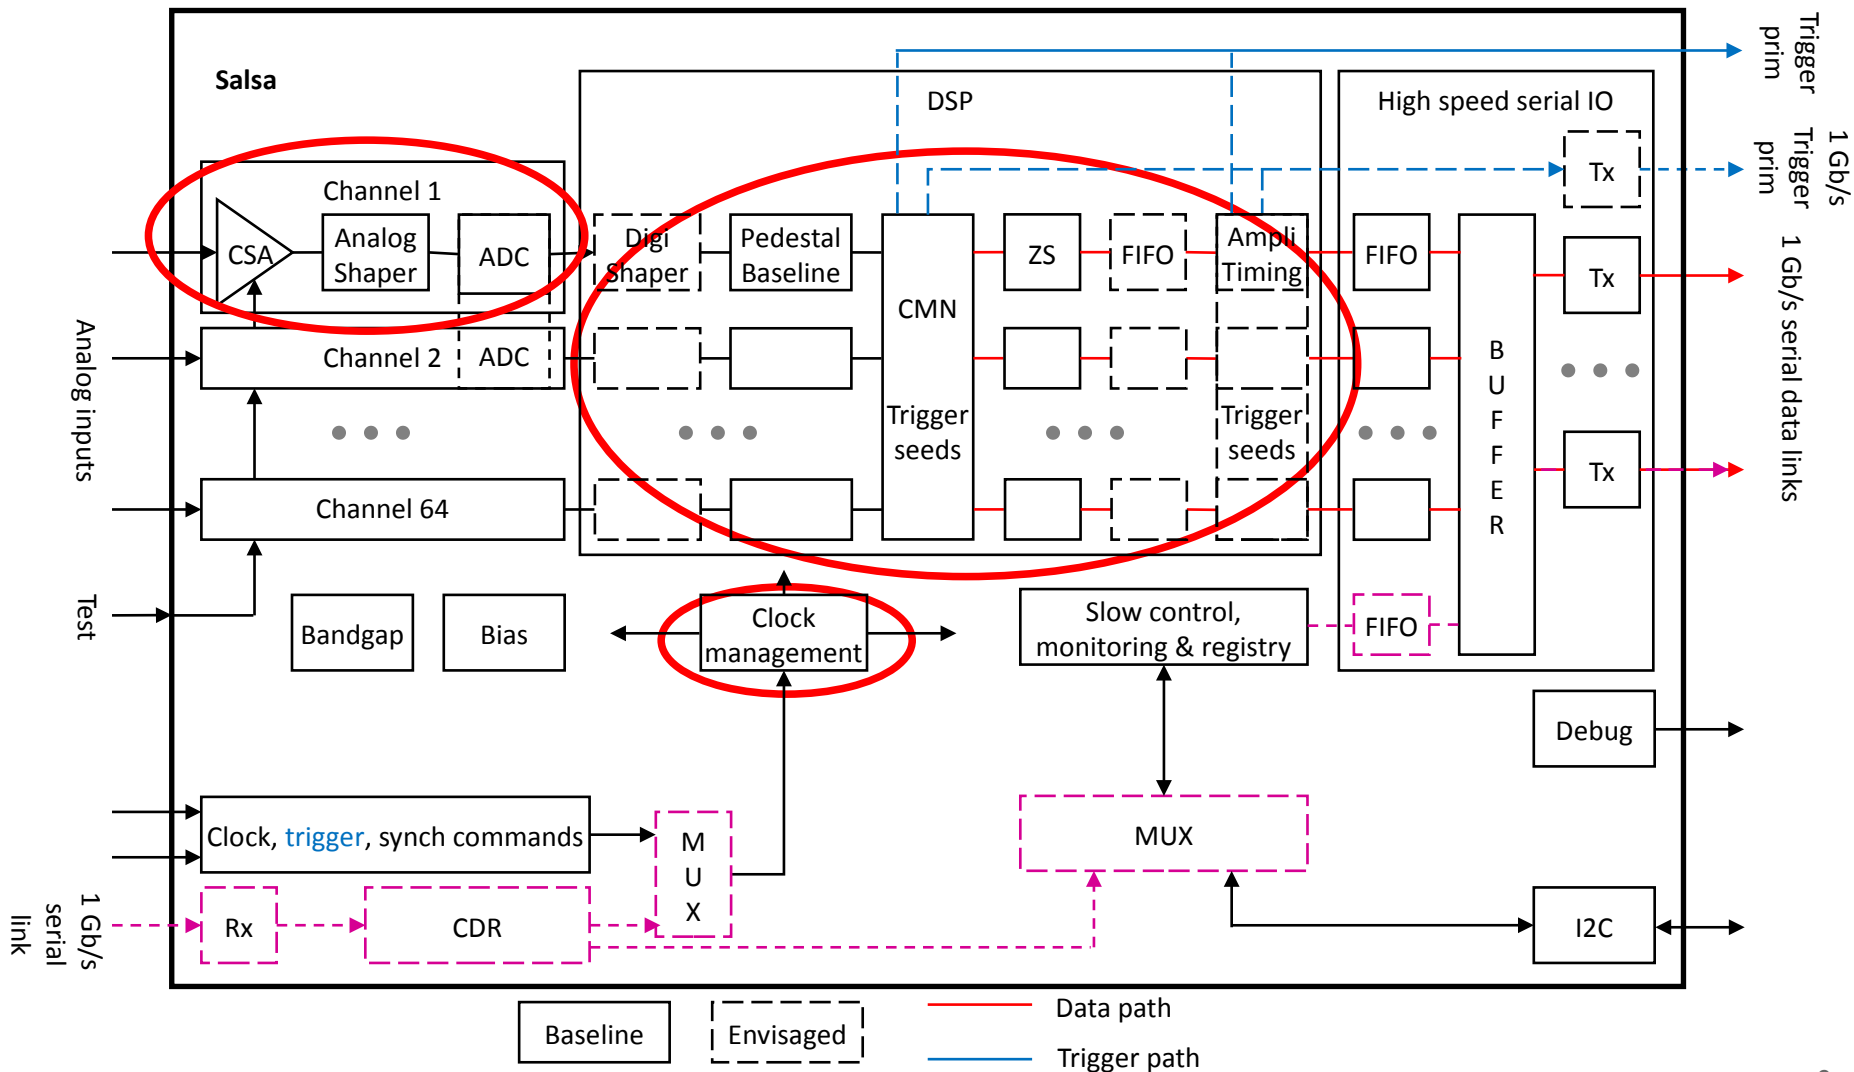 Salsa
DSP
High speed serial IO
Trigger
prim
1 Gb/s
Trigger
prim
Tx
Channel 1
CSA
Analog
Shaper
ADC
Digi
Shaper
Pedestal
Baseline
CMN
Trigger
seeds
ZS
FIFO
Ampli
Timing
Trigger
seeds
FIFO
BUFFER
Tx
Tx
1 Gb/s serial data links
Analog inputs
Channel 2
ADC
Channel 64
Test
Bandgap
Bias
Clock
management
Slow control,
monitoring & registry
FIFO
Debug
Clock, trigger, synch commands
MUX
MUX
1 Gb/s
serial
link
Rx
CDR
I2C
Baseline
Envisaged
Data path
Trigger path